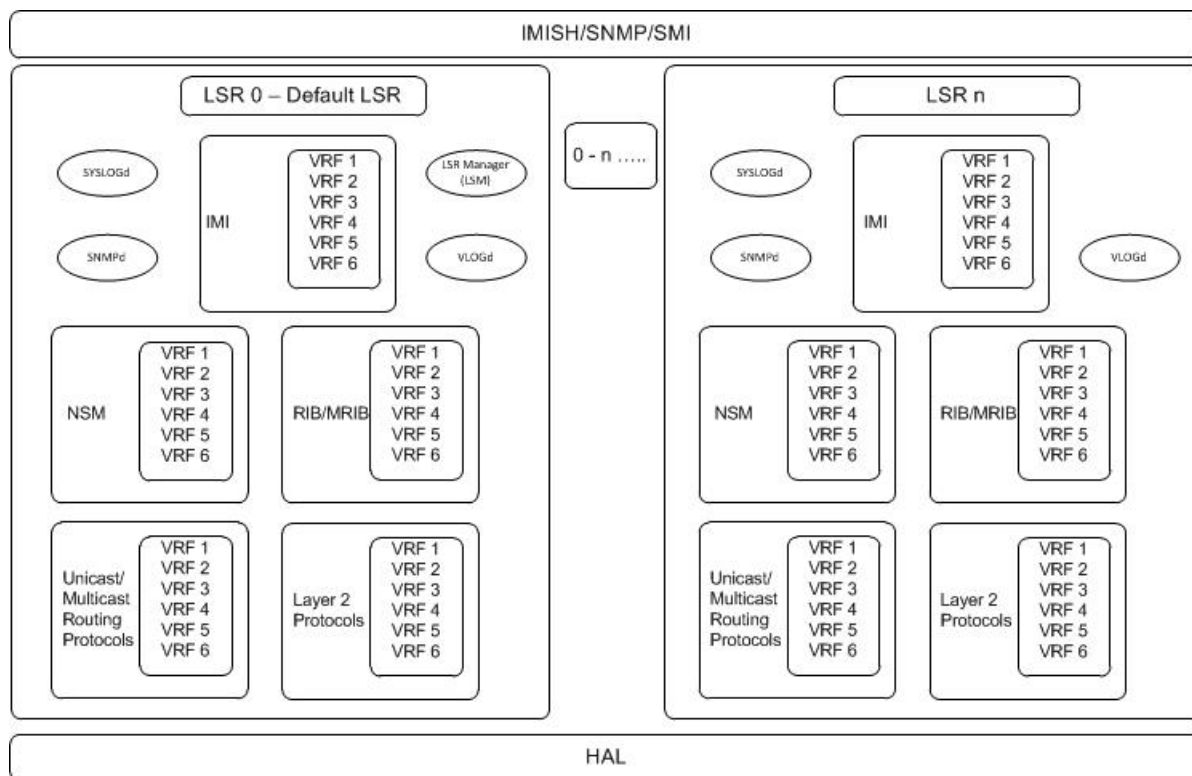 IMISH/SNMP/SMI
LSR 0 – Default LSR
SYSLOGd
SNMPd
IMI
VRF 1
VRF 2
VRF 3
VRF 4
VRF 5
VRF 6
LSR Manager
(LSM)
VLOGd
NSM
VRF 1
VRF 2
VRF 3
VRF 4
VRF 5
VRF 6
RIB/MRIB
VRF 1
VRF 2
VRF 3
VRF 4
VRF 5
VRF 6
Unicast/
Multicast
Routing
Protocols
VRF 1
VRF 2
VRF 3
VRF 4
VRF 5
VRF 6
Layer 2
Protocols
VRF 1
VRF 2
VRF 3
VRF 4
VRF 5
VRF 6
0 - n .....
LSR n
SYSLOGd
SNMPd
IMI
VRF 1
VRF 2
VRF 3
VRF 4
VRF 5
VRF 6
VLOGd
NSM
VRF 1
VRF 2
VRF 3
VRF 4
VRF 5
VRF 6
RIB/MRIB
VRF 1
VRF 2
VRF 3
VRF 4
VRF 5
VRF 6
Unicast/
Multicast
Routing
Protocols
VRF 1
VRF 2
VRF 3
VRF 4
VRF 5
VRF 6
Layer 2
Protocols
VRF 1
VRF 2
VRF 3
VRF 4
VRF 5
VRF 6
HAL